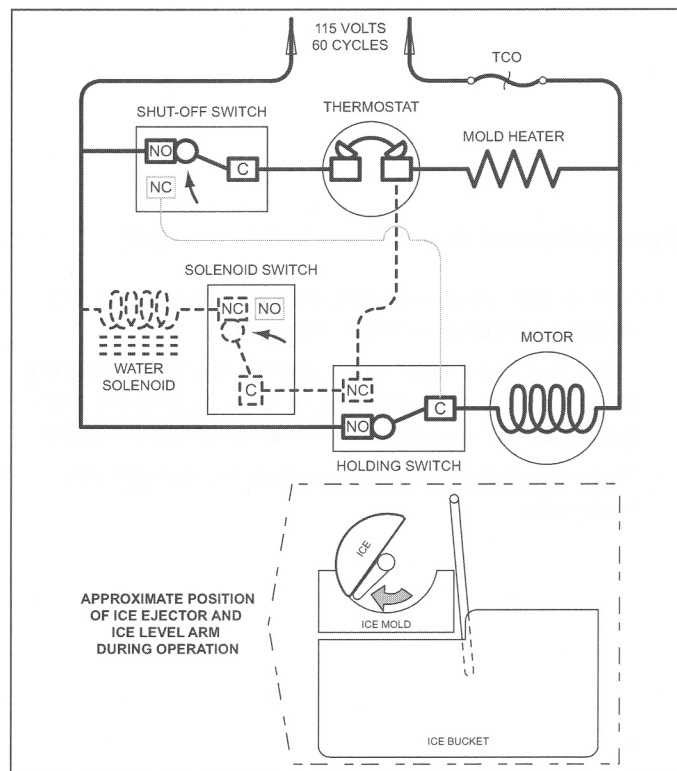 115 VOLTS
60 CYCLES
TCO
SHUT-OFF SWITCH
THERMOSTAT
MOLD HEATER
NO
C
NC
SOLENOID SWITCH
NC
NO
MOTOR
WATER
SOLENOID
C
NC
C
NO
HOLDING SWITCH
ICE
APPROXIMATE POSITION
OF ICE EJECTOR AND
ICE LEVEL ARM
DURING OPERATION
ICE MOLD
ICE BUCKET